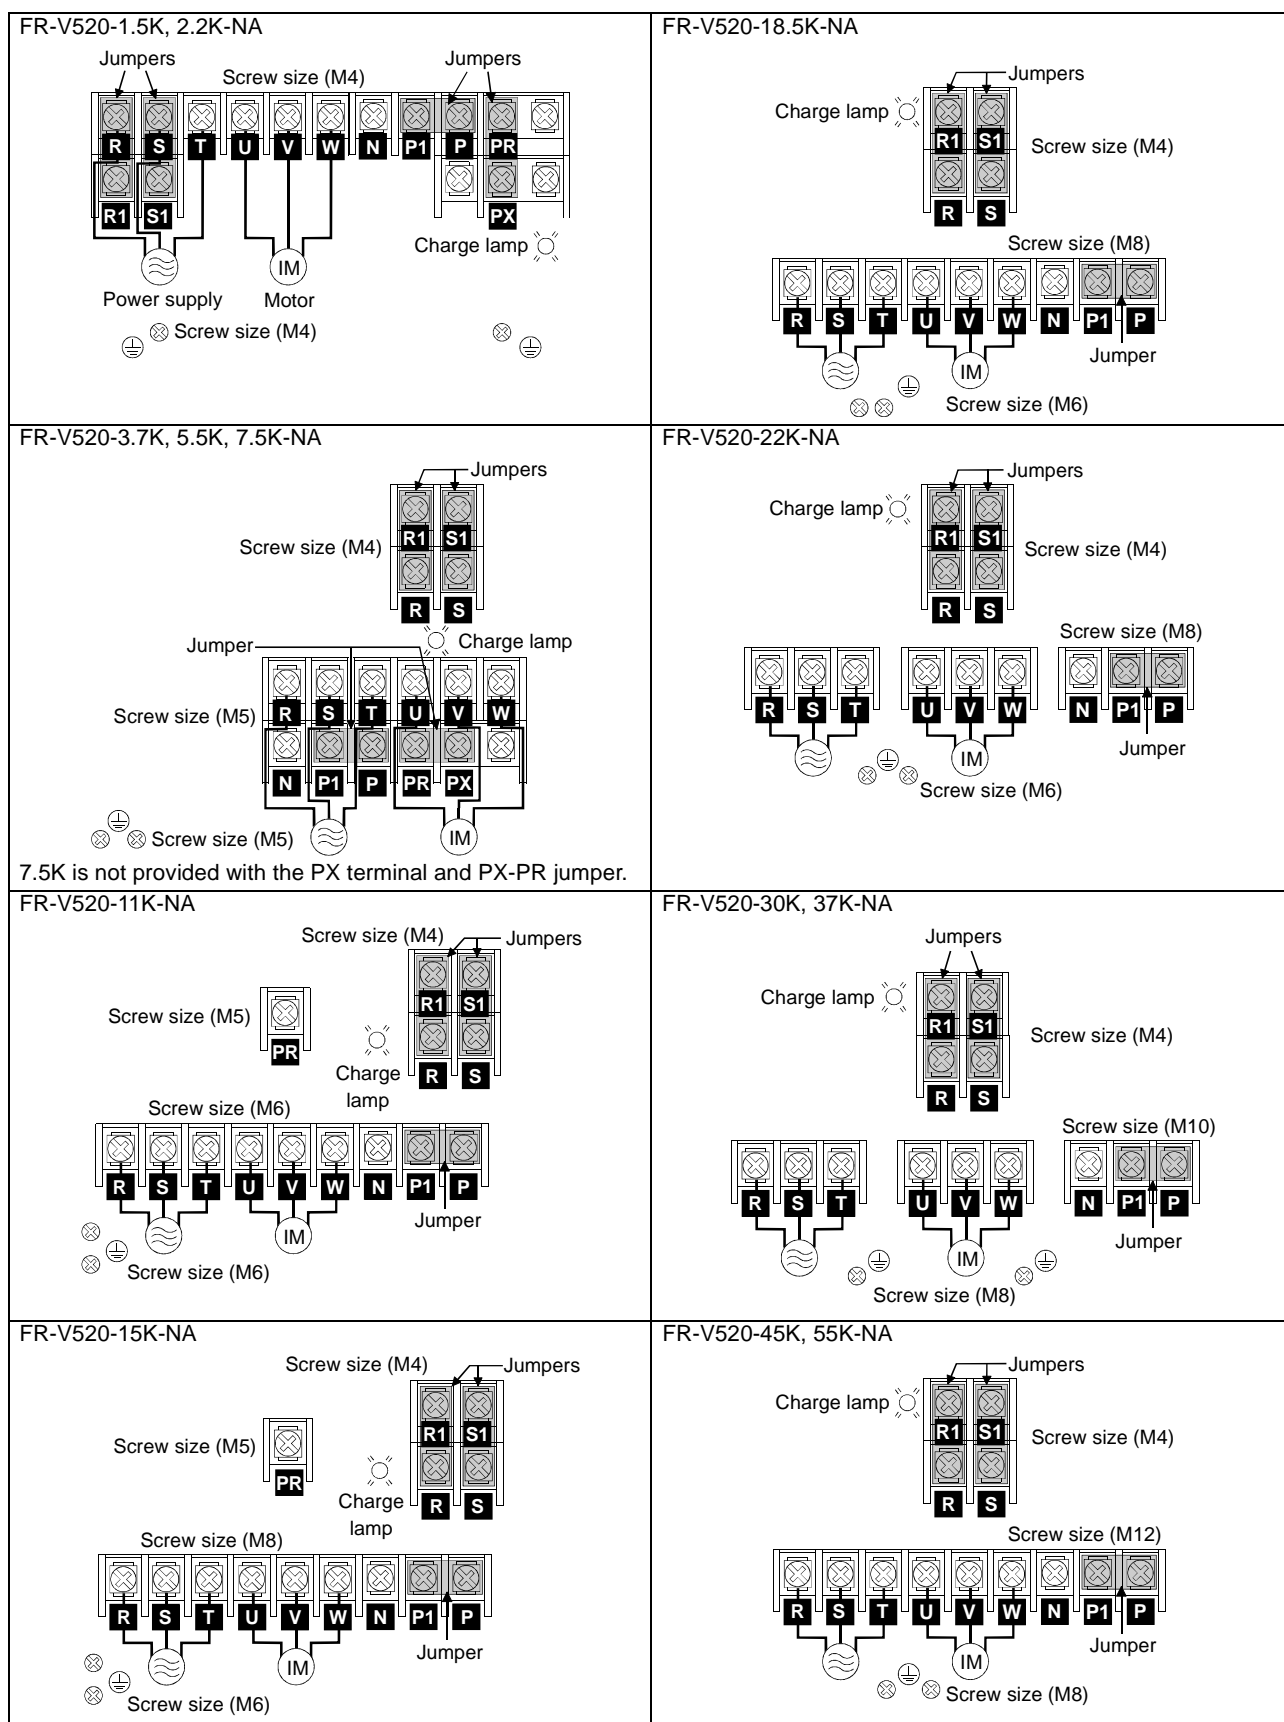 FR-V520-1.5K, 2.2K-NA
Jumpers
Jumpers
Screw size (M4)
R S T U V W N P1 P PR
R1 S1 PX
Charge lamp
IM
Power supply Motor
Screw size (M4)
FR-V520-18.5K-NA
Jumpers
Charge lamp
R1 S1
Screw size (M4)
R S
Screw size (M8)
R S T U V W N P1 P
Jumper
IM
Screw size (M6)
FR-V520-3.7K, 5.5K, 7.5K-NA
Jumpers
R1 S1
Screw size (M4)
R S
Jumper
Charge lamp
Screw size (M5)
R S T U V W
N P1 P PR PX
Screw size (M5)
IM
7.5K is not provided with the PX terminal and PX-PR jumper.
FR-V520-22K-NA
Jumpers
Charge lamp
R1 S1
Screw size (M4)
R S
Screw size (M8)
R S T U V W N P1 P
Jumper
IM
Screw size (M6)
FR-V520-11K-NA
Screw size (M4)
Jumpers
R1 S1
Screw size (M5)
PR
Charge
lamp
R S
Screw size (M6)
R S T U V W N P1 P
Jumper
IM
Screw size (M6)
FR-V520-30K, 37K-NA
Jumpers
Charge lamp
R1 S1
Screw size (M4)
R S
Screw size (M10)
R S T U V W N P1 P
Jumper
IM
Screw size (M8)
FR-V520-15K-NA
Screw size (M4)
Jumpers
R1 S1
Screw size (M5)
PR
Charge
lamp
R S
Screw size (M8)
R S T U V W N P1 P
Jumper
IM
Screw size (M6)
FR-V520-45K, 55K-NA
Jumpers
Charge lamp
R1 S1
Screw size (M4)
R S
Screw size (M12)
R S T U V W N P1 P
Jumper
IM
Screw size (M8)